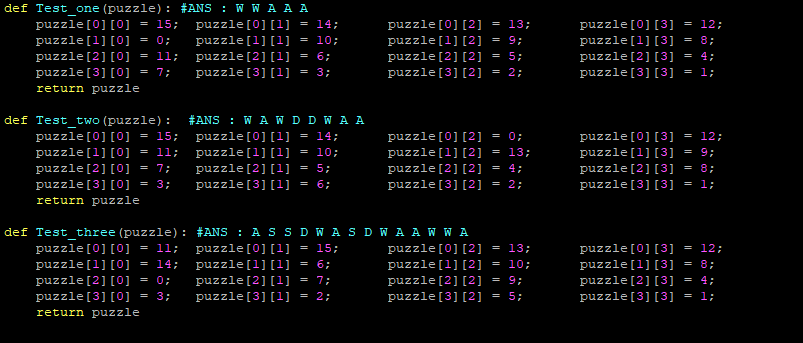 def Test_one(puzzle): #ANS : W W A A A
    puzzle[0][0] = 15;  puzzle[0][1] = 14;      puzzle[0][2] = 13;      puzzle[0][3] = 12;
    puzzle[1][0] = 0;   puzzle[1][1] = 10;      puzzle[1][2] = 9;       puzzle[1][3] = 8;
    puzzle[2][0] = 11;  puzzle[2][1] = 6;       puzzle[2][2] = 5;       puzzle[2][3] = 4;
    puzzle[3][0] = 7;   puzzle[3][1] = 3;       puzzle[3][2] = 2;       puzzle[3][3] = 1;
    return puzzle

def Test_two(puzzle):  #ANS : W A W D D W A A
    puzzle[0][0] = 15;  puzzle[0][1] = 14;      puzzle[0][2] = 0;       puzzle[0][3] = 12;
    puzzle[1][0] = 11;  puzzle[1][1] = 10;      puzzle[1][2] = 13;      puzzle[1][3] = 9;
    puzzle[2][0] = 7;   puzzle[2][1] = 5;       puzzle[2][2] = 4;       puzzle[2][3] = 8;
    puzzle[3][0] = 3;   puzzle[3][1] = 6;       puzzle[3][2] = 2;       puzzle[3][3] = 1;
    return puzzle

def Test_three(puzzle): #ANS : A S S D W A S D W A A W W A
    puzzle[0][0] = 11;  puzzle[0][1] = 15;      puzzle[0][2] = 13;      puzzle[0][3] = 12;
    puzzle[1][0] = 14;  puzzle[1][1] = 6;       puzzle[1][2] = 10;      puzzle[1][3] = 8;
    puzzle[2][0] = 0;   puzzle[2][1] = 7;       puzzle[2][2] = 9;       puzzle[2][3] = 4;
    puzzle[3][0] = 3;   puzzle[3][1] = 2;       puzzle[3][2] = 5;       puzzle[3][3] = 1;
    return puzzle